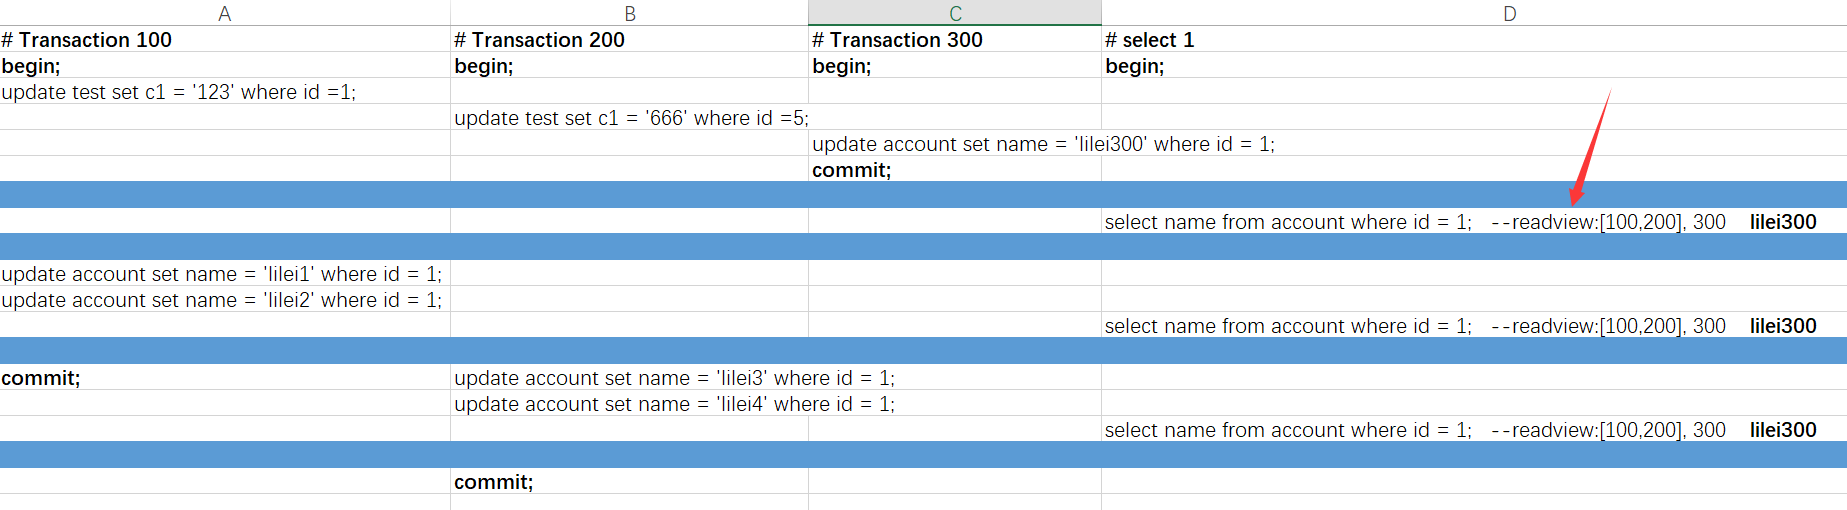 A B C D
# Transaction 100 # Transaction 200 # Transaction 300 # select 1
begin; begin; begin; begin;
update test set c1 = '123' where id =1;
update test set c1 = '666' where id =5;
update account set name = 'lilei300' where id = 1;
commit;
select name from account where id = 1; --readview:[100,200], 300 lilei300
update account set name = 'lilei1' where id = 1;
update account set name = 'lilei2' where id = 1;
select name from account where id = 1; --readview:[100,200], 300 lilei300
commit; update account set name = 'lilei3' where id = 1;
update account set name = 'lilei4' where id = 1;
select name from account where id = 1; --readview:[100,200], 300 lilei300
commit;